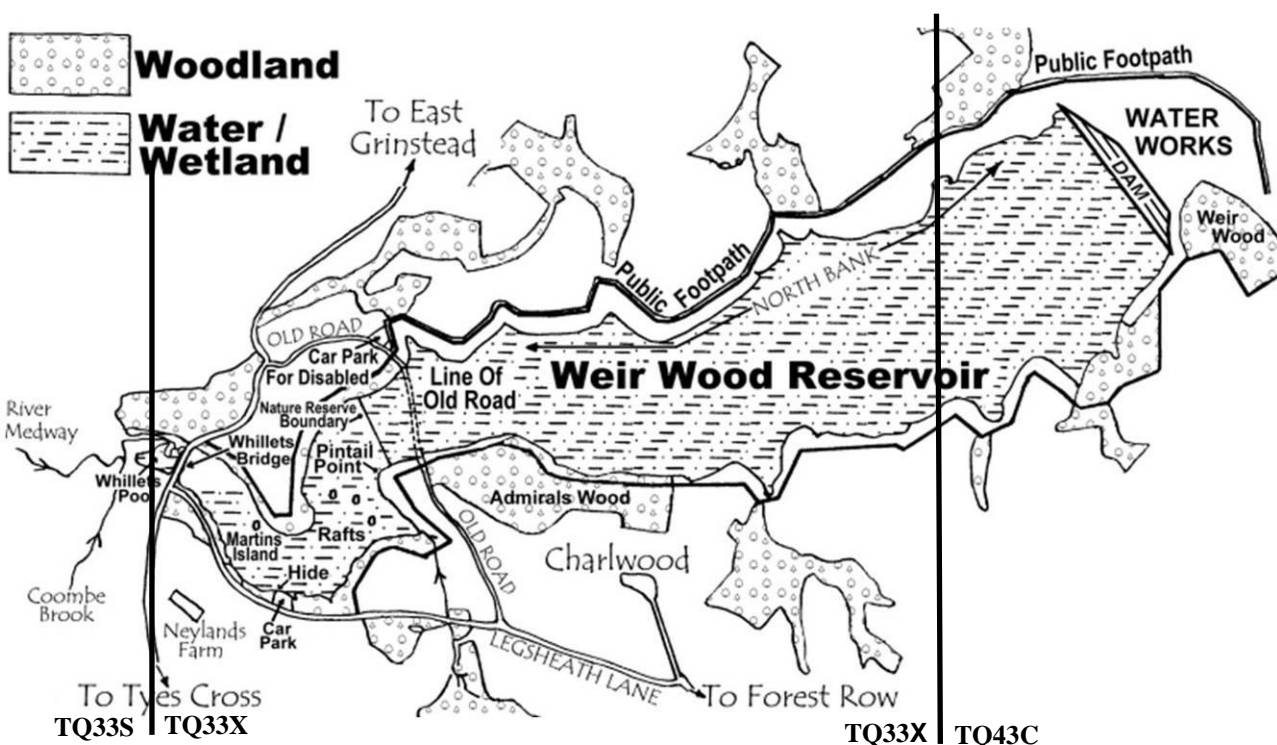 Woodland
Water /
Wetland
To East
Grinstead
Public Footpath
WATER
WORKS
DAM
Weir
Wood
Public Footpath
NORTH BANK
OLD ROAD
Car Park
For Disabled
Line Of
Old Road
Weir Wood Reservoir
Nature Reserve
Boundary
River
Medway
Whillets
Bridge
Pintail
Point
Whillets
Pool
Admirals Wood
Martins
Island
Rafts
OLD ROAD
Charlwood
Hide
Coombe
Brook
Neylands
Farm
Car
Park
LEGSHEATH LANE
To Tyes Cross
To Forest Row
TQ33S
TQ33X
TQ33X
TO43C